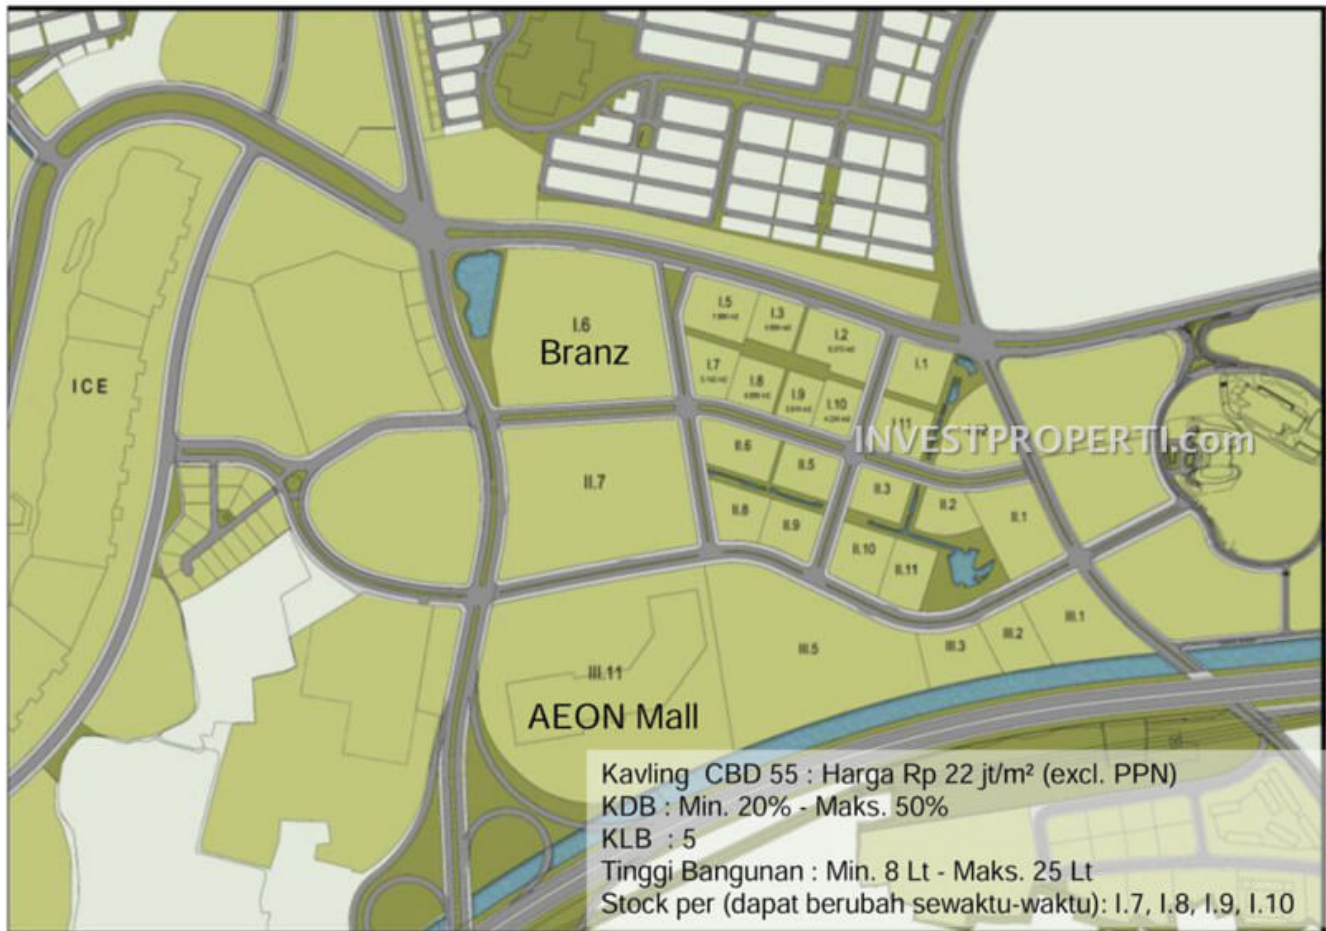 I.5
I.3
I.2
I.6
Branz
I.1
I.7
I.8
I.9
I.10
ICE
I.11
INVESTPROPERTI.com
II.6
II.5
II.7
II.3
II.2
II.1
II.8
II.9
II.10
II.11
III.1
III.2
III.3
III.5
III.11
AEON Mall
Kavling CBD 55 : Harga Rp 22 jt/m² (excl. PPN)
KDB : Min. 20% - Maks. 50%
KLB : 5
Tinggi Bangunan : Min. 8 Lt - Maks. 25 Lt
Stock per (dapat berubah sewaktu-waktu): I.7, I.8, I.9, I.10